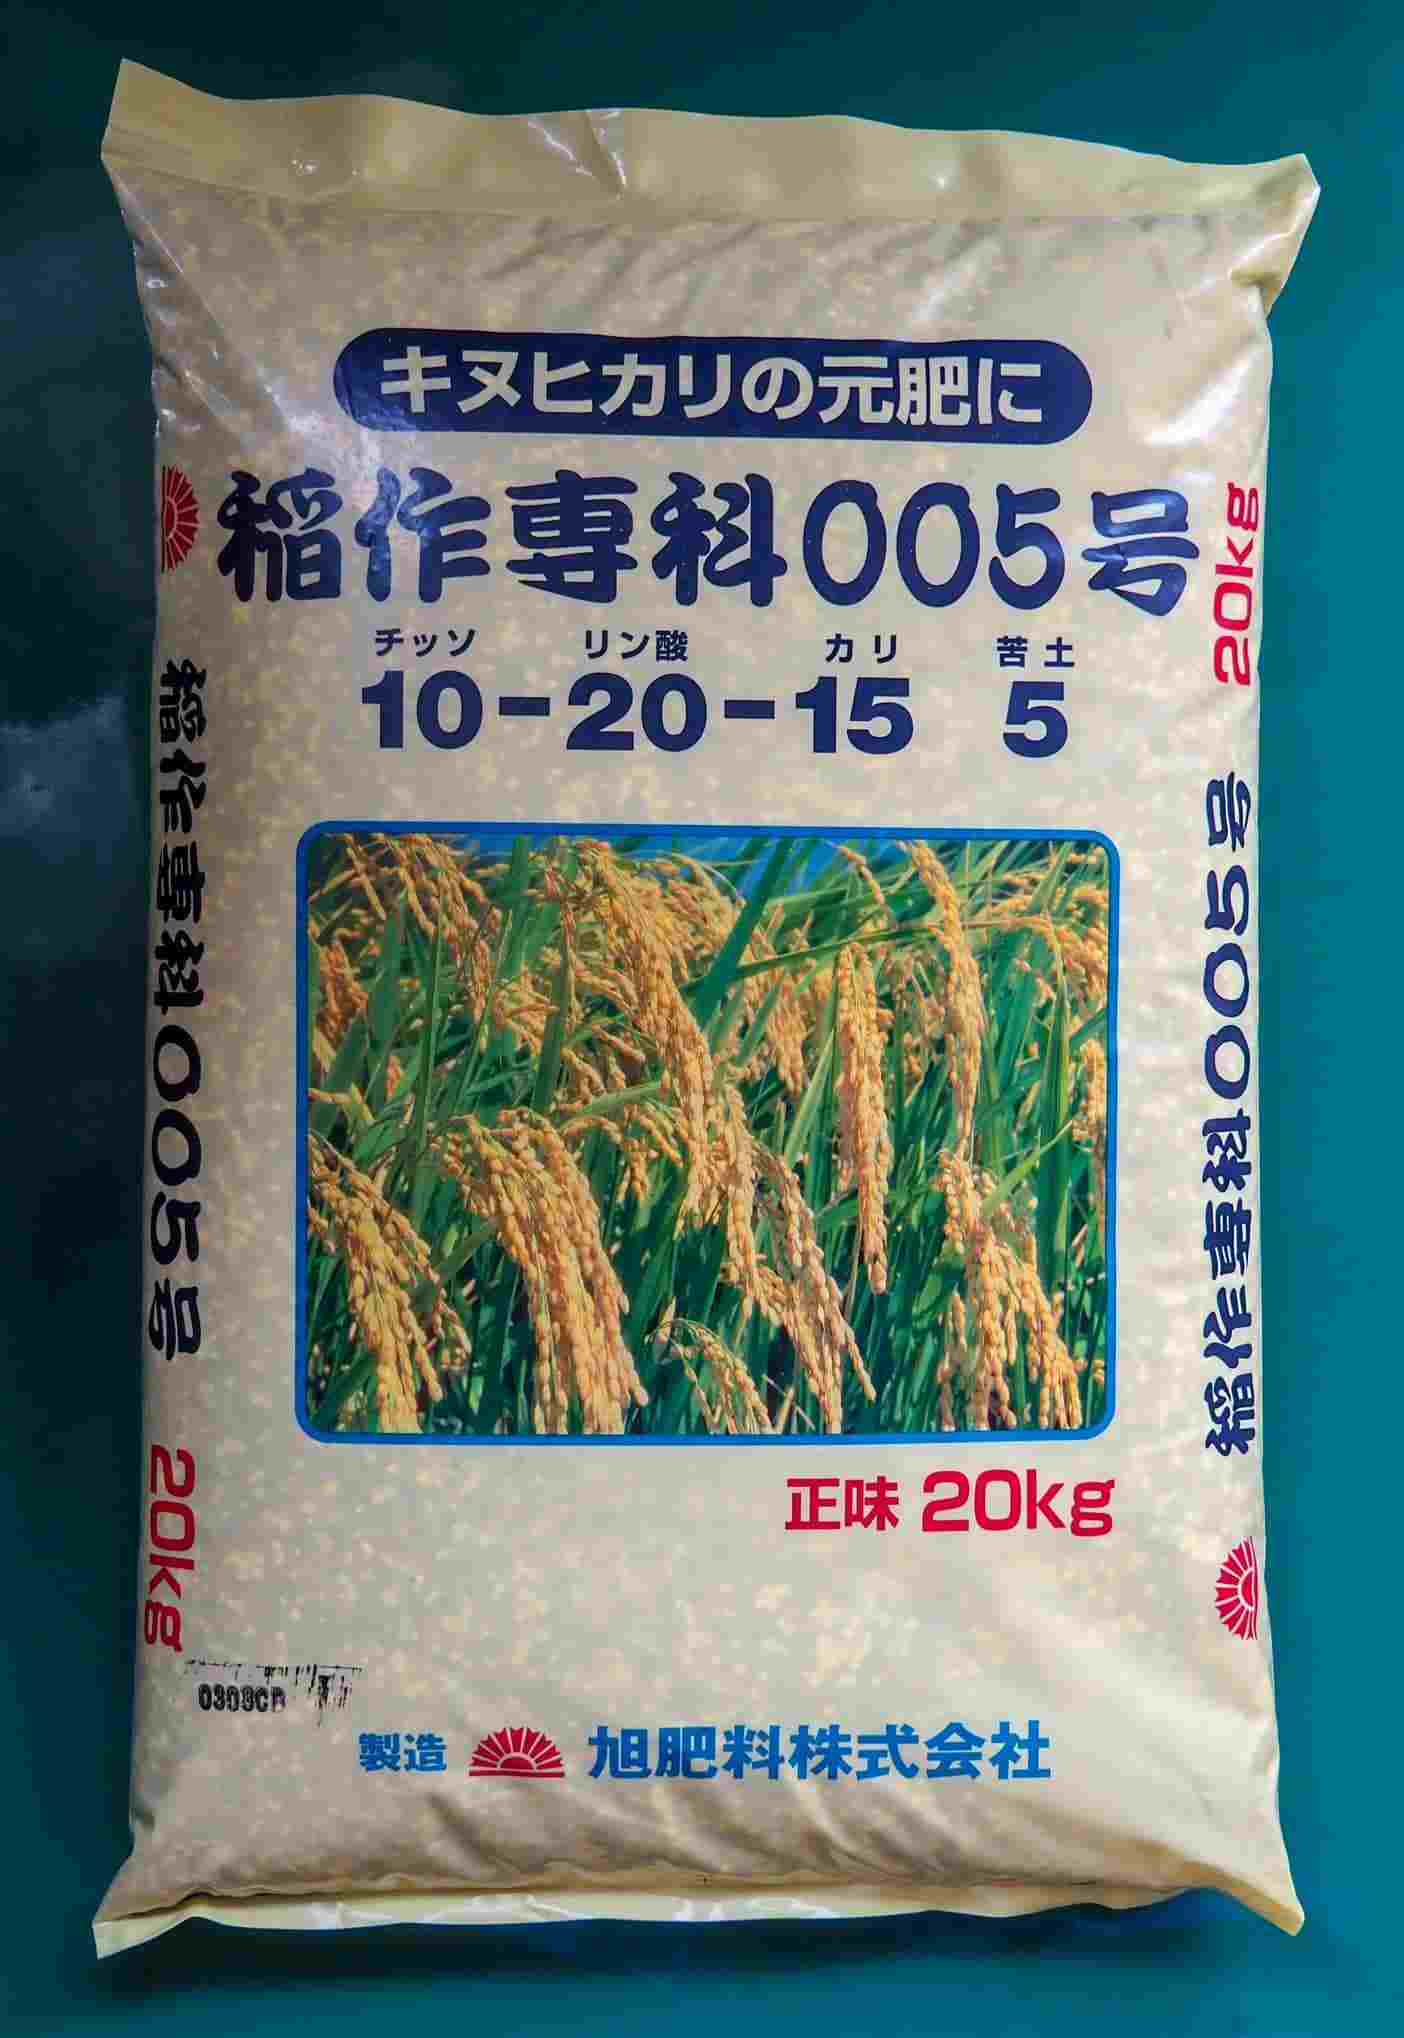 キヌヒカリの元肥に
稲作専科005号
チッソ リン酸 カリ 苦土
10-20-15 5
稲作専科005号 20kg
20kg 稲作専科005号
正味 20kg
製造 旭肥料株式会社